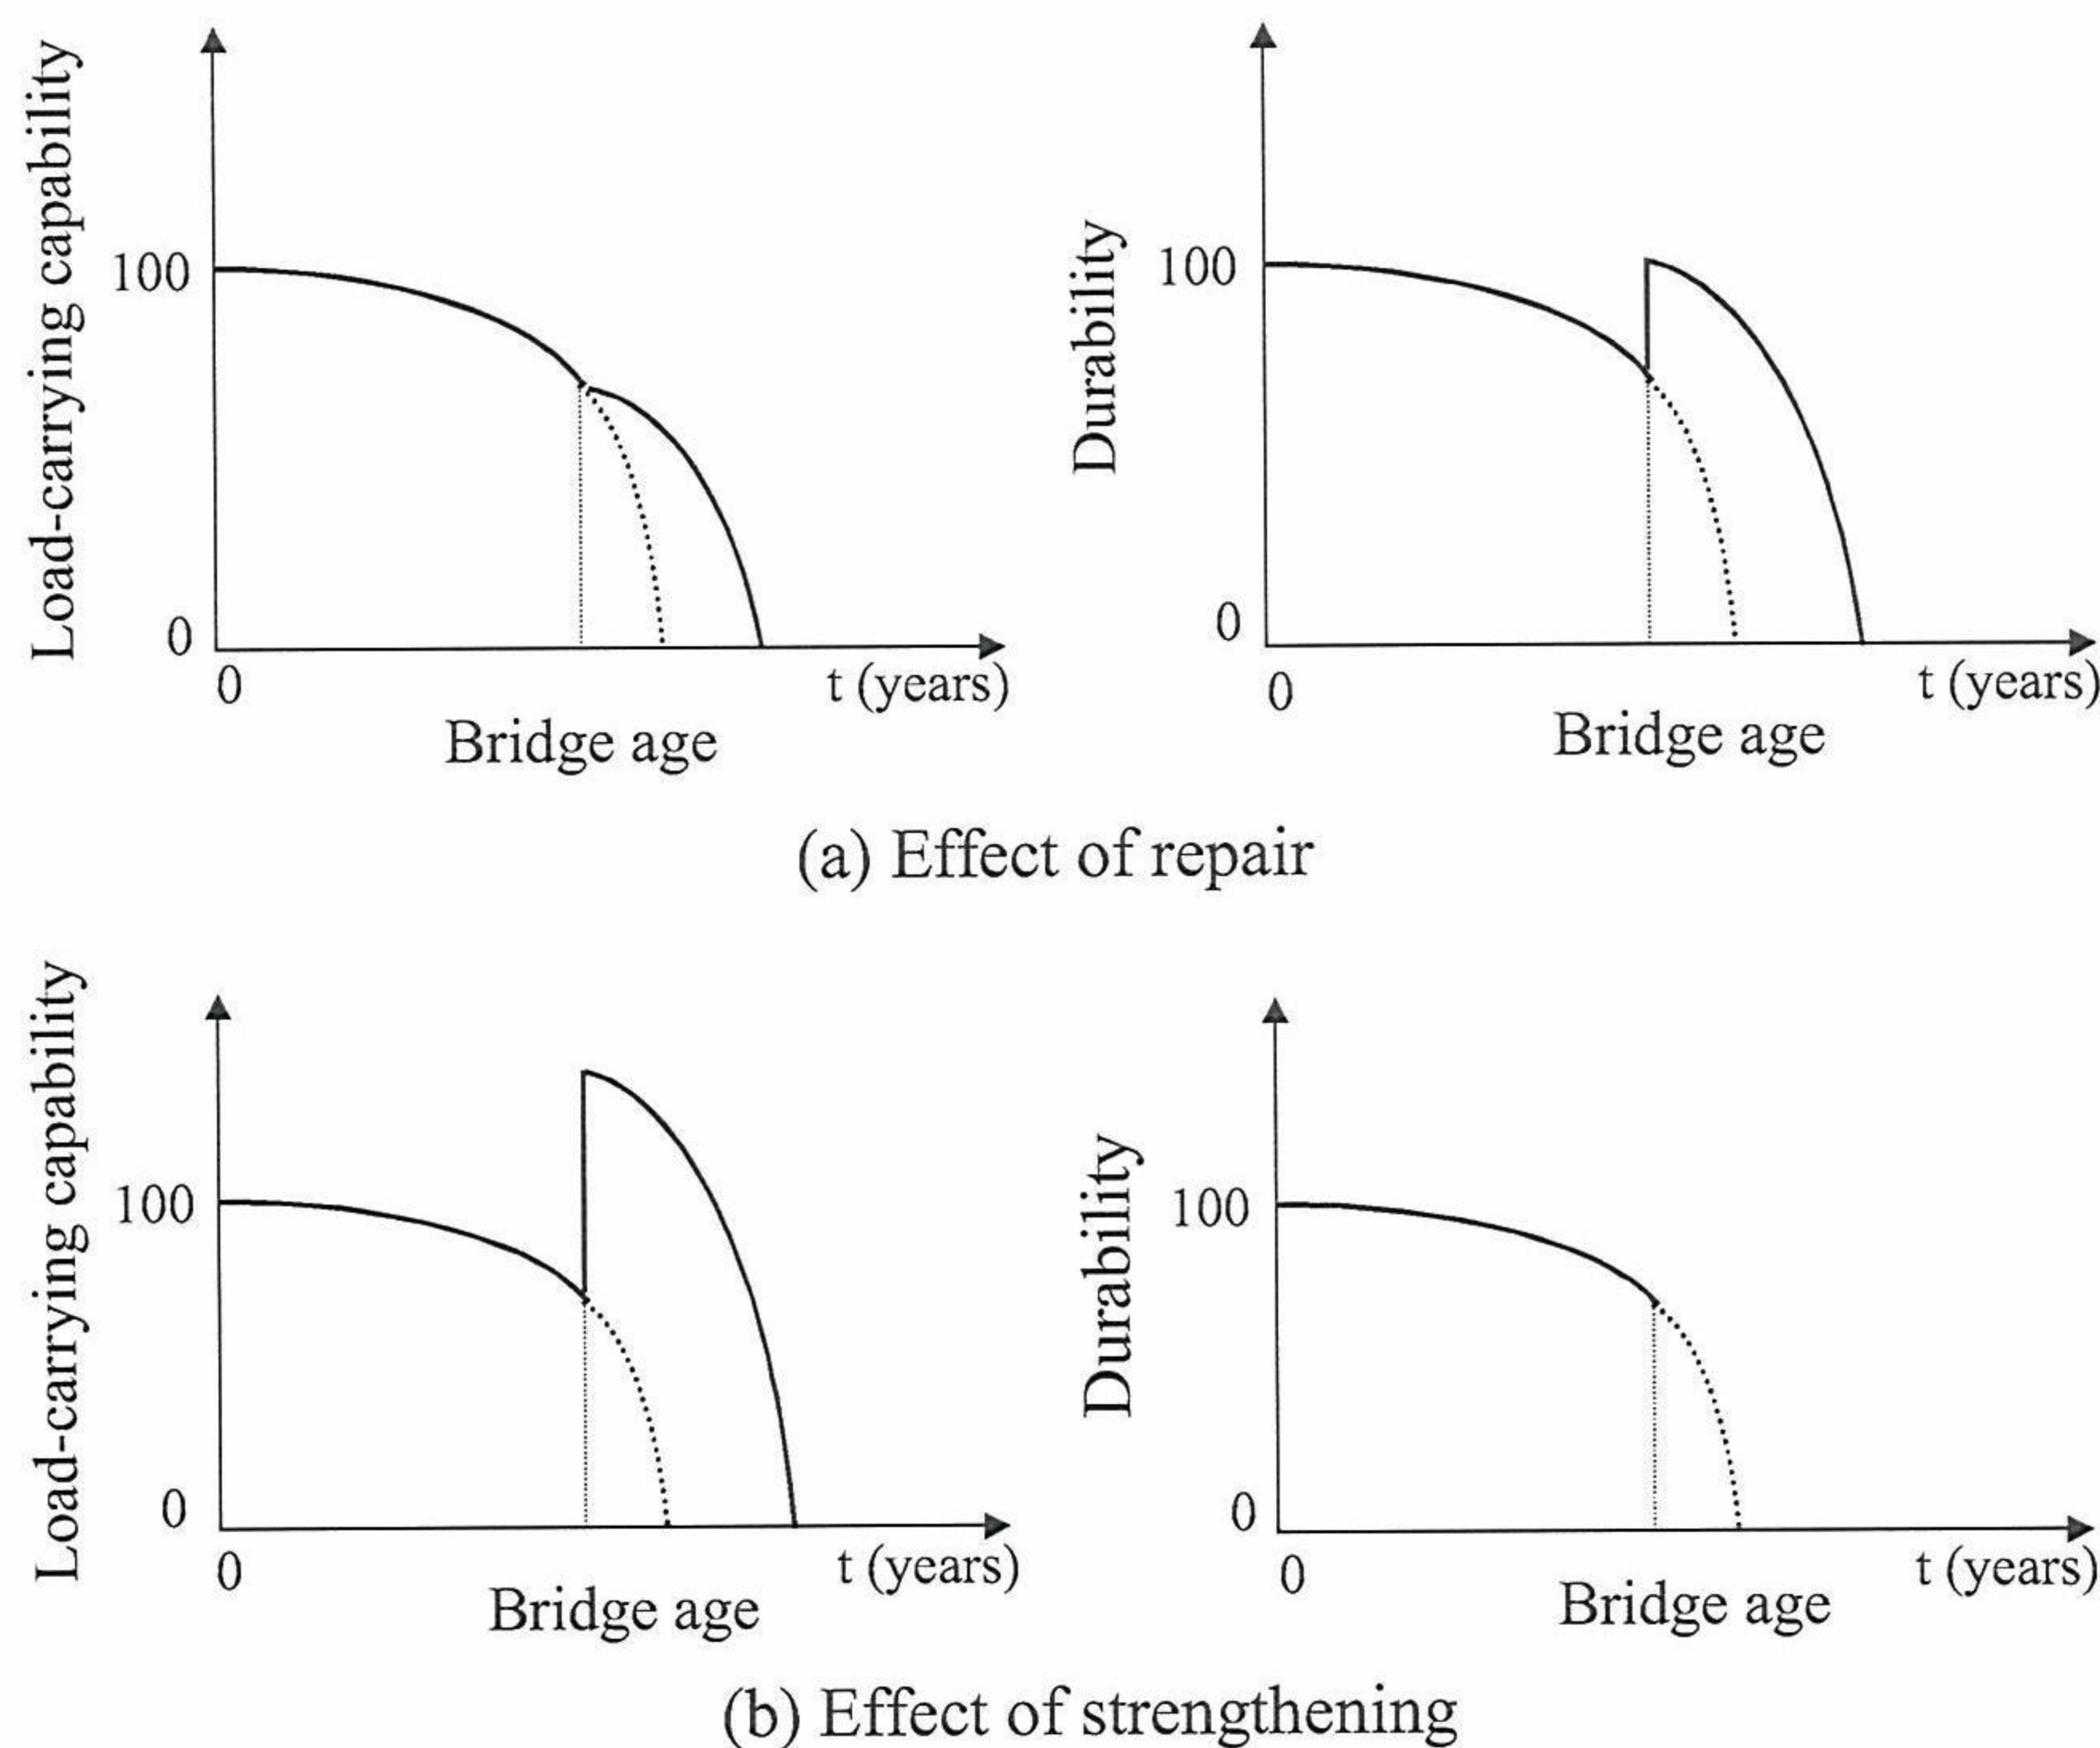 Load-carrying capability
100
0
0
t (years)
Bridge age
Durability
100
0
0
t (years)
Bridge age
(a) Effect of repair
Load-carrying capability
100
0
0
t (years)
Bridge age
Durability
100
0
0
t (years)
Bridge age
(b) Effect of strengthening